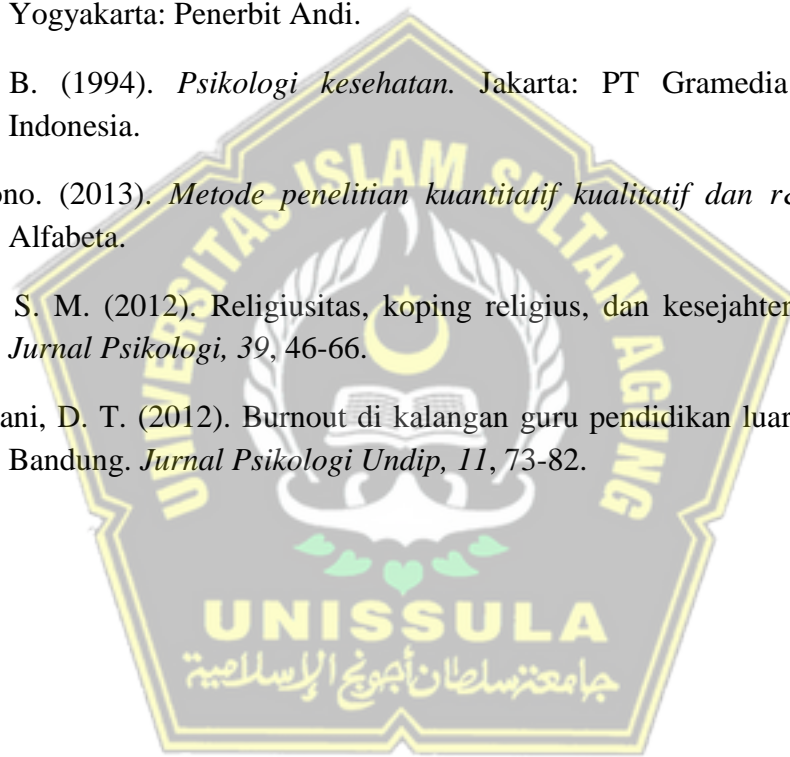 Yogyakarta: Penerbit Andi.
B. (1994). Psikologi kesehatan. Jakarta: PT Gramedia
Indonesia.
ono. (2013). Metode penelitian kuantitatif kualitatif dan r&
Alfabeta.
S. M. (2012). Religiusitas, koping religius, dan kesejahter
Jurnal Psikologi, 39, 46-66.
ani, D. T. (2012). Burnout di kalangan guru pendidikan luar
Bandung. Jurnal Psikologi Undip, 11, 73-82.
UNIVERSITAS ISLAM SULTAN AGUNG
UNISSULA
جامعتنسلطان أجونج الإسلامية